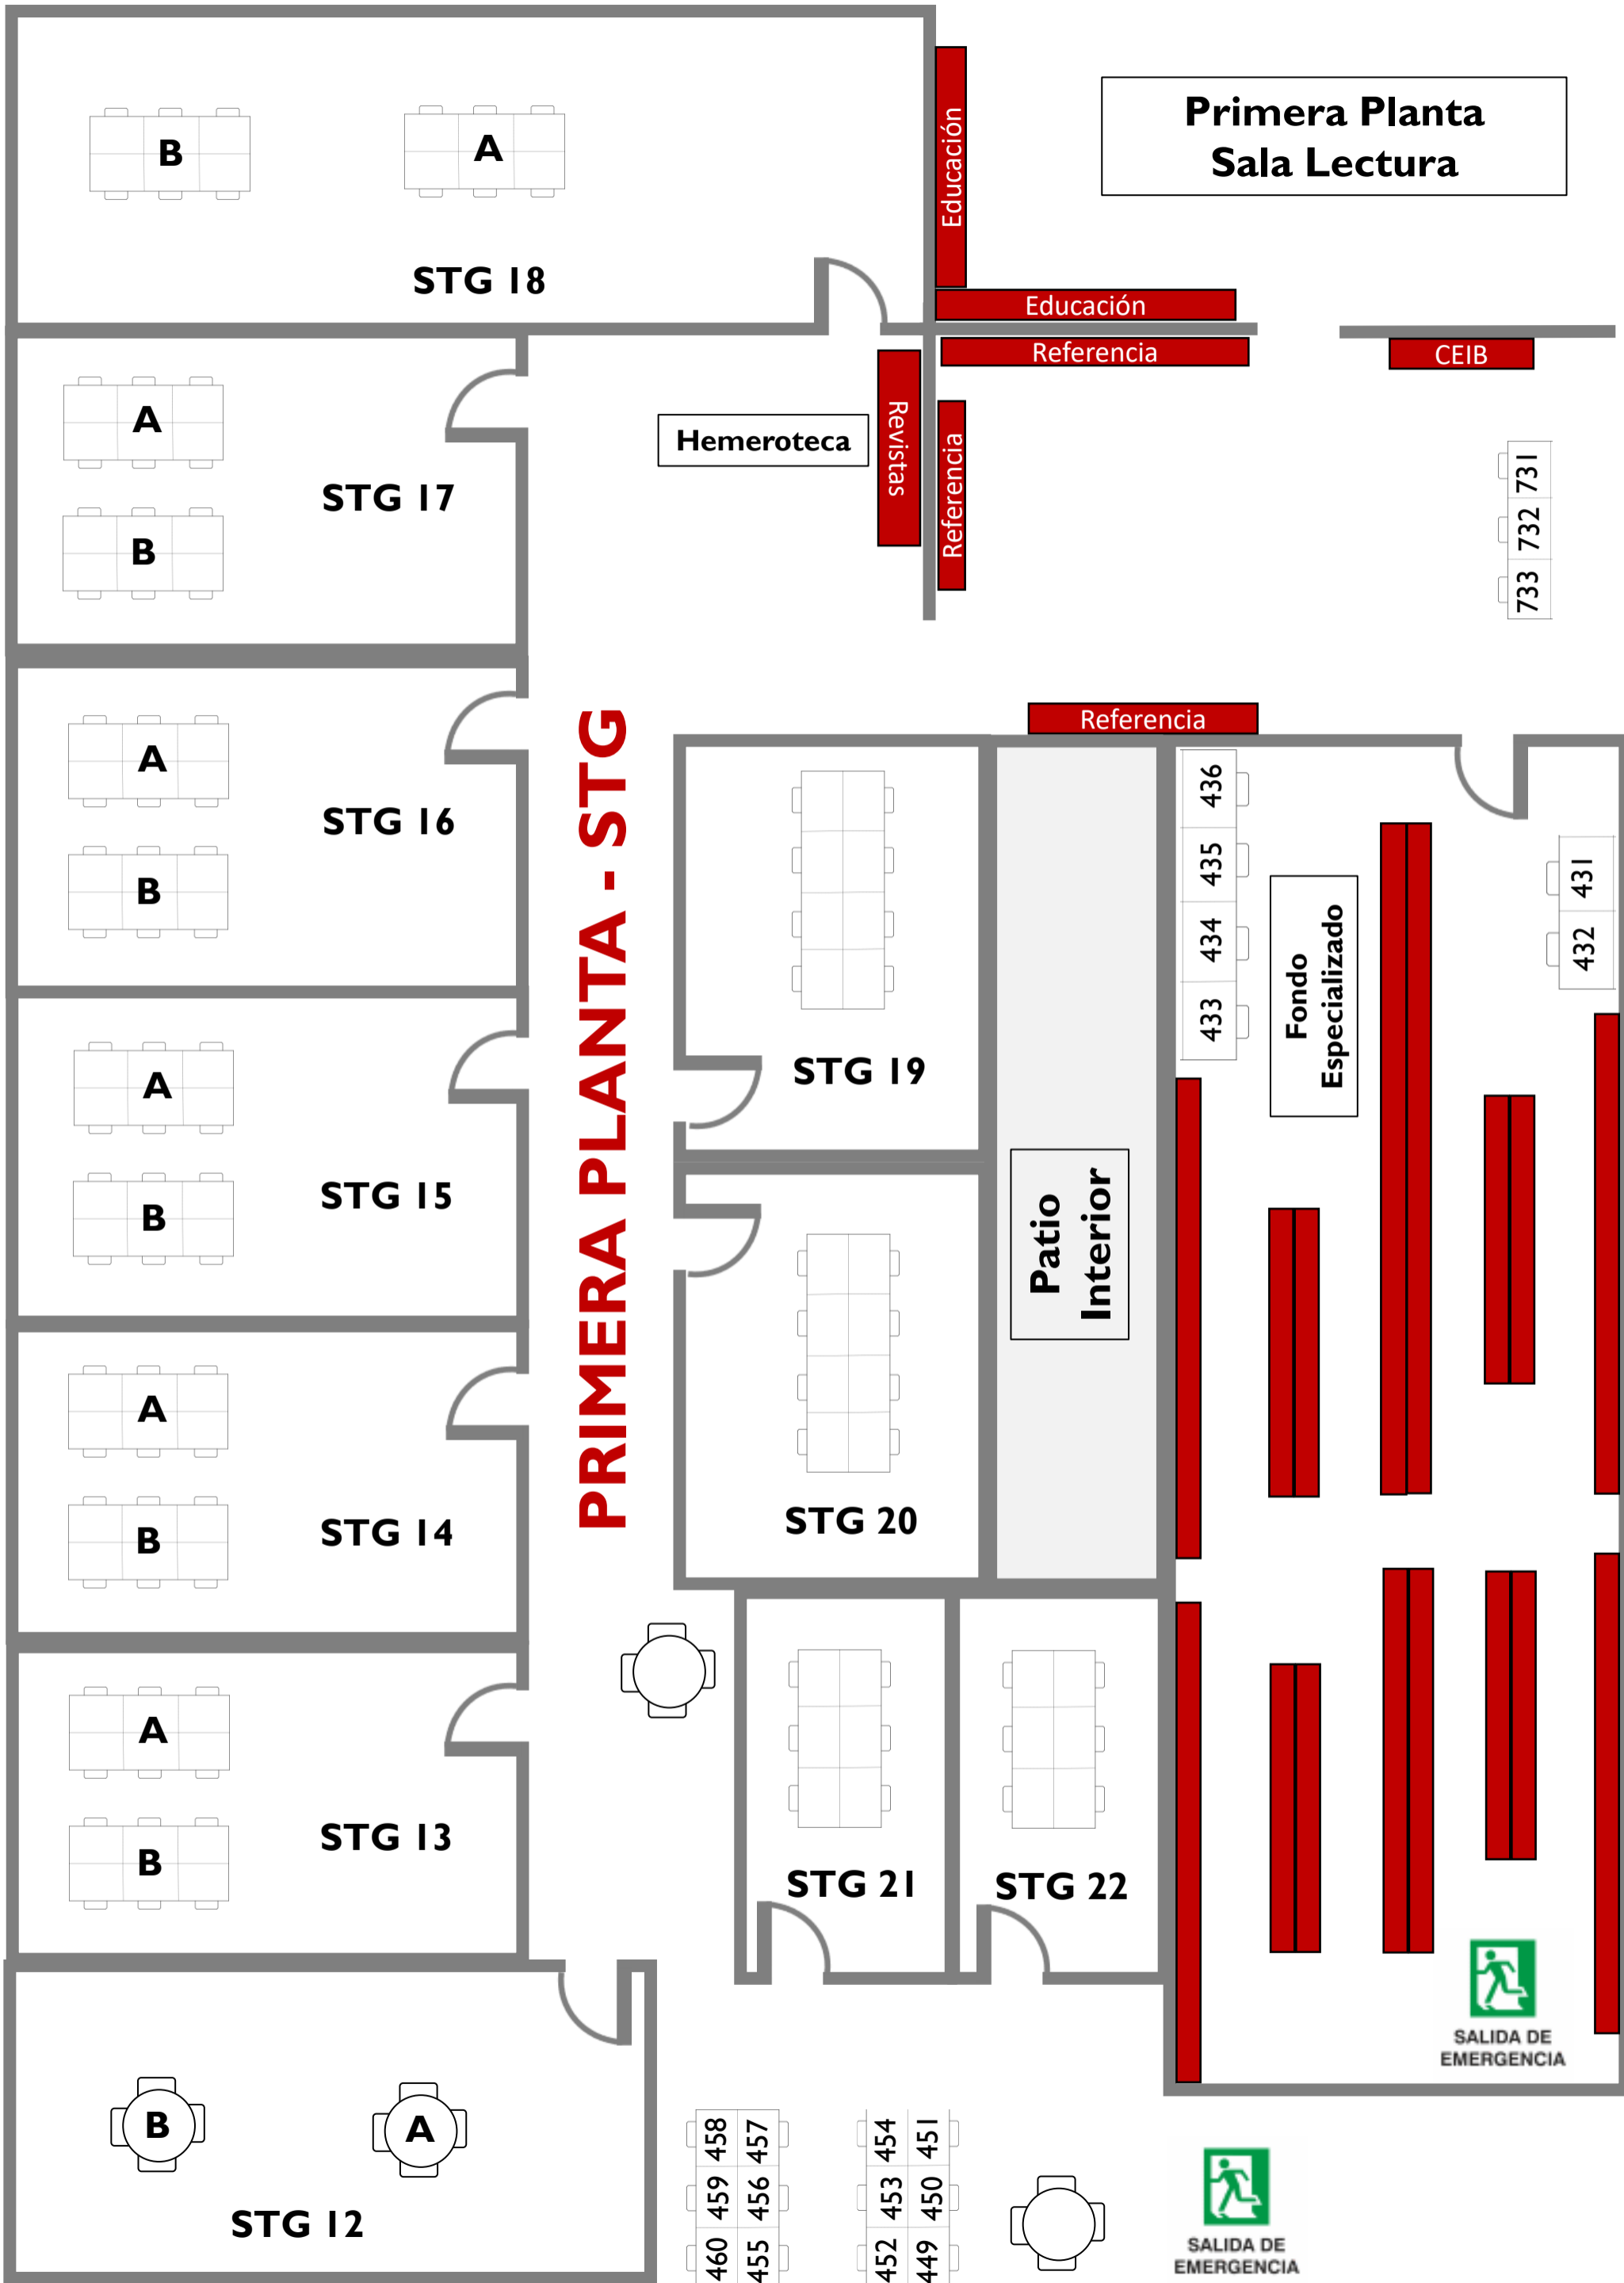 Primera Planta
Sala Lectura
B
A
STG 18
Educación
Educación
Referencia
CEIB
A
B
STG 17
Hemeroteca
Revistas
Referencia
731
732
733
A
B
STG 16
PRIMERA PLANTA - STG
Referencia
436
435
434
433
Fondo
Especializado
431
432
STG 19
A
B
STG 15
Patio
Interior
A
B
STG 14
STG 20
A
B
STG 13
STG 21
STG 22
SALIDA DE
EMERGENCIA
B
A
STG 12
458
457
459
456
460
455
454
451
453
450
452
449
SALIDA DE
EMERGENCIA